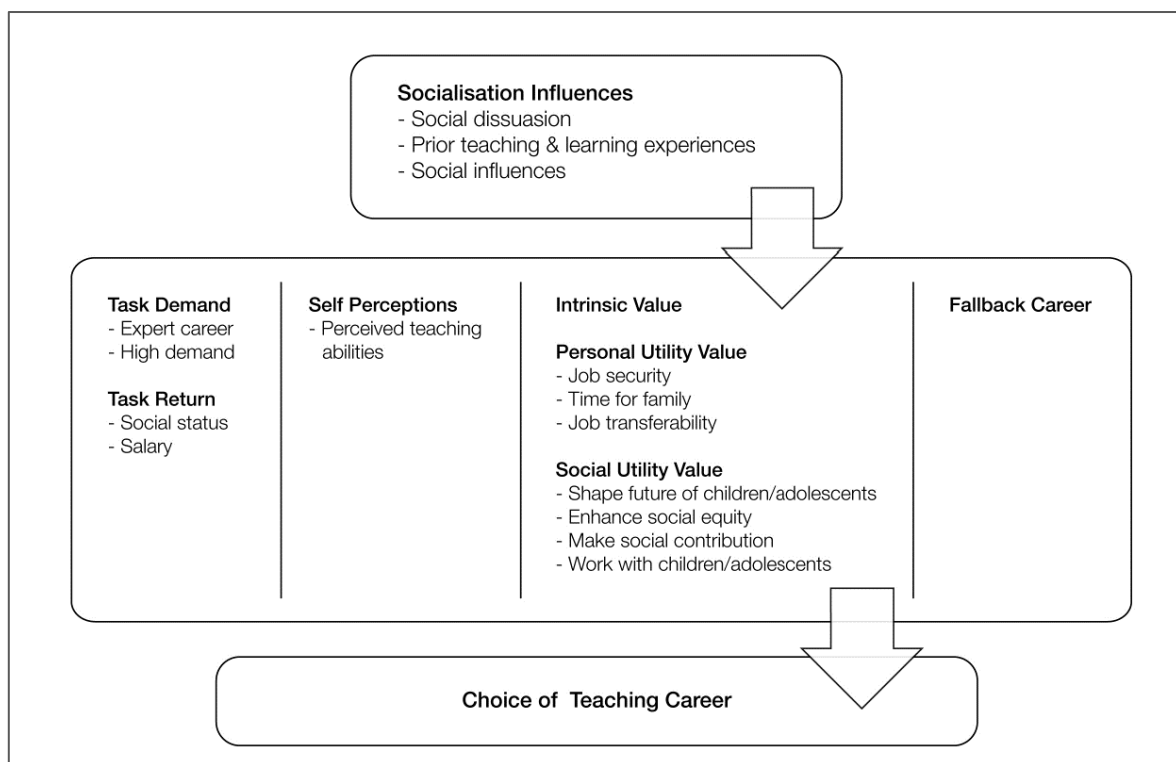 Socialisation Influences
- Social dissuasion
- Prior teaching & learning experiences
- Social influences
Task Demand
- Expert career
- High demand
Task Return
- Social status
- Salary
Self Perceptions
- Perceived teaching
abilities
Intrinsic Value
Personal Utility Value
- Job security
- Time for family
- Job transferability
Social Utility Value
- Shape future of children/adolescents
- Enhance social equity
- Make social contribution
- Work with children/adolescents
Fallback Career
Choice of Teaching Career